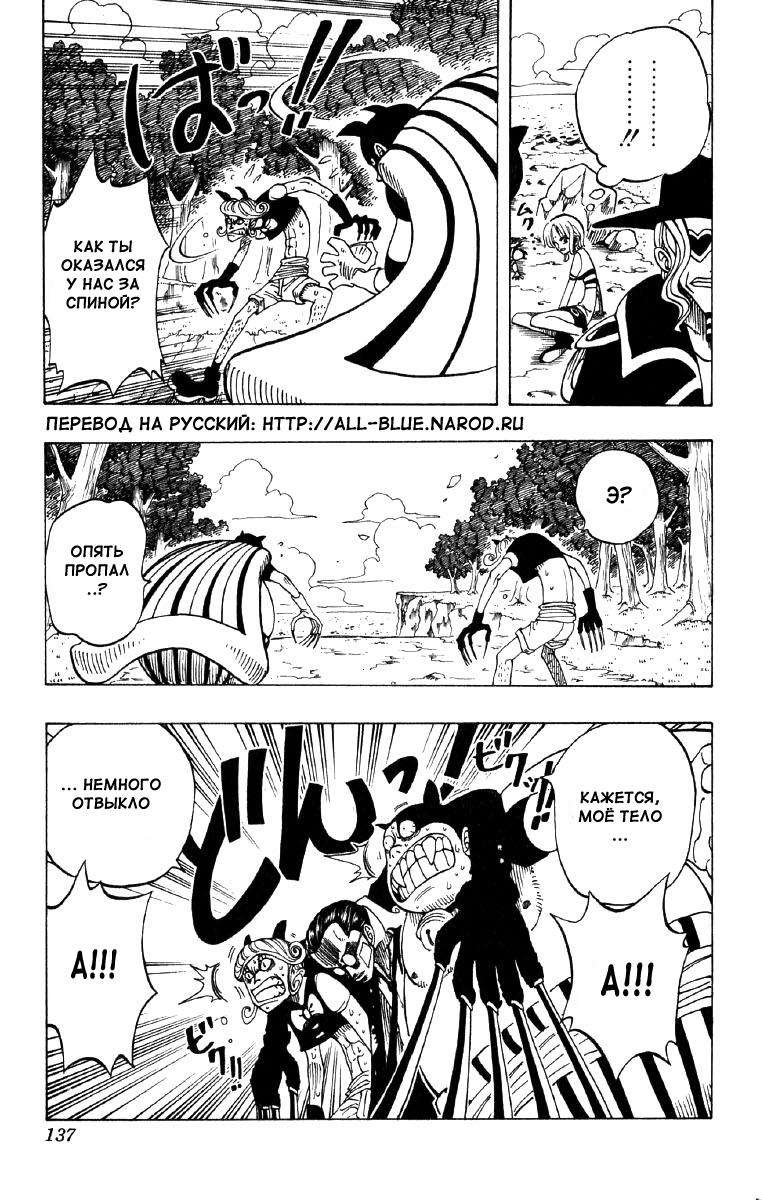 ..........!!
ムク
ばっ!!
КАК ТЫ
ОКАЗАЛСЯ
У НАС ЗА
СПИНОЙ?
ПЕРЕВОД НА РУССКИЙ: HTTP://ALL-BLUE.NAROD.RU
Э?
ОПЯТЬ
ПРОПАЛ
..?
КАЖЕТСЯ,
МОЁ ТЕЛО
...
ビクッ!!
どんっ!
... НЕМНОГО
ОТВЫКЛО
А!!!
А!!!
ビクッ!!
137